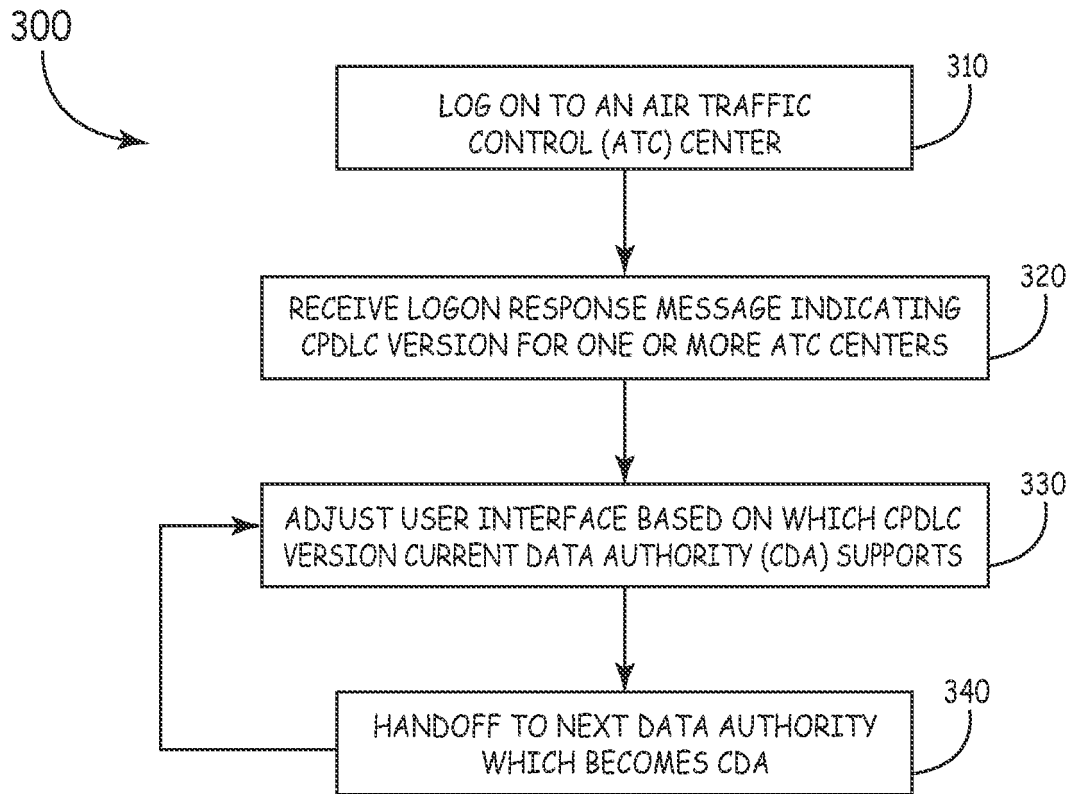 300
310
LOG ON TO AN AIR TRAFFIC
CONTROL (ATC) CENTER
320
RECEIVE LOGON RESPONSE MESSAGE INDICATING
CPDLC VERSION FOR ONE OR MORE ATC CENTERS
330
ADJUST USER INTERFACE BASED ON WHICH CPDLC
VERSION CURRENT DATA AUTHORITY (CDA) SUPPORTS
340
HANDOFF TO NEXT DATA AUTHORITY
WHICH BECOMES CDA